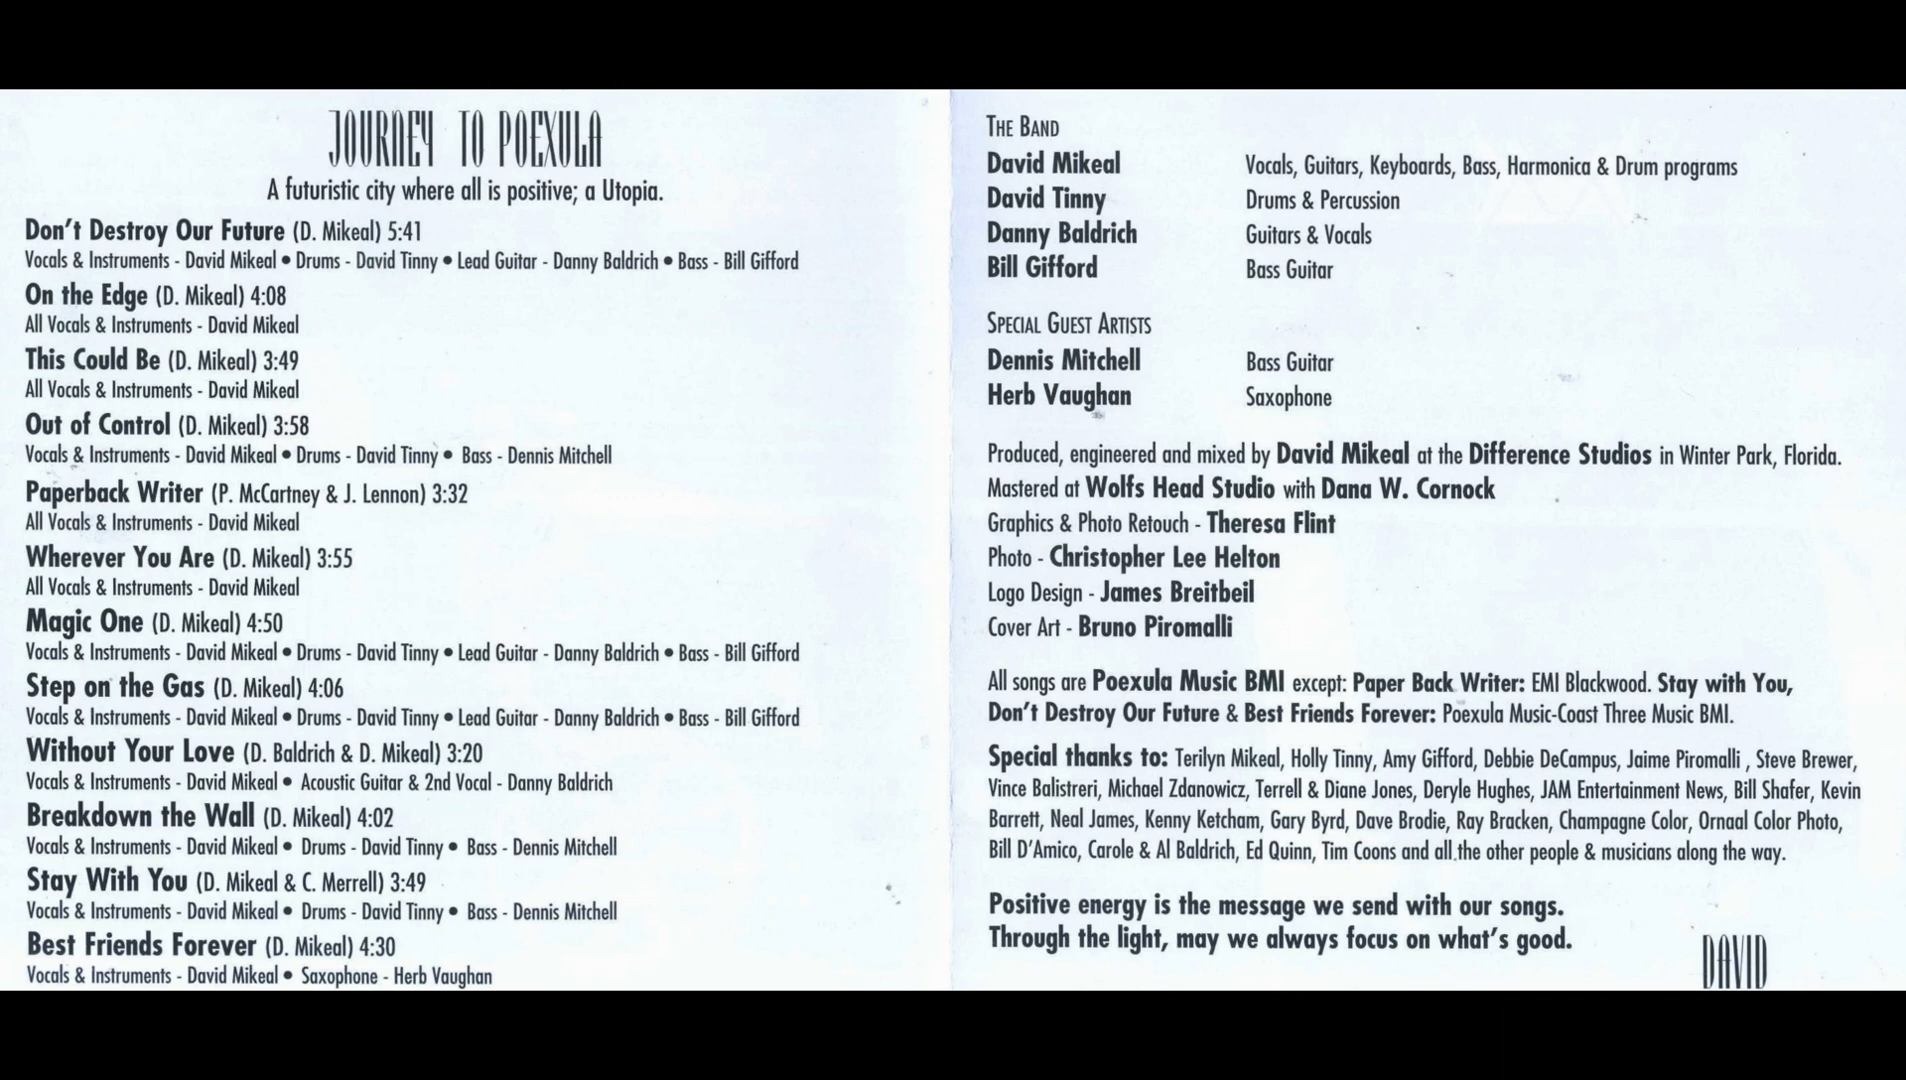 JOURNEY TO POEXULA
A futuristic city where all is positive; a Utopia.
Don't Destroy Our Future (D. Mikeal) 5:41
Vocals & Instruments - David Mikeal • Drums - David Tinny • Lead Guitar - Danny Baldrich • Bass - Bill Gifford
On the Edge (D. Mikeal) 4:08
All Vocals & Instruments - David Mikeal
This Could Be (D. Mikeal) 3:49
All Vocals & Instruments - David Mikeal
Out of Control (D. Mikeal) 3:58
Vocals & Instruments - David Mikeal • Drums - David Tinny • Bass - Dennis Mitchell
Paperback Writer (P. McCartney & J. Lennon) 3:32
All Vocals & Instruments - David Mikeal
Wherever You Are (D. Mikeal) 3:55
All Vocals & Instruments - David Mikeal
Magic One (D. Mikeal) 4:50
Vocals & Instruments - David Mikeal • Drums - David Tinny • Lead Guitar - Danny Baldrich • Bass - Bill Gifford
Step on the Gas (D. Mikeal) 4:06
Vocals & Instruments - David Mikeal • Drums - David Tinny • Lead Guitar - Danny Baldrich • Bass - Bill Gifford
Without Your Love (D. Baldrich & D. Mikeal) 3:20
Vocals & Instruments - David Mikeal • Acoustic Guitar & 2nd Vocal - Danny Baldrich
Breakdown the Wall (D. Mikeal) 4:02
Vocals & Instruments - David Mikeal • Drums - David Tinny • Bass - Dennis Mitchell
Stay With You (D. Mikeal & C. Merrell) 3:49
Vocals & Instruments - David Mikeal • Drums - David Tinny • Bass - Dennis Mitchell
Best Friends Forever (D. Mikeal) 4:30
Vocals & Instruments - David Mikeal • Saxophone - Herb Vaughan
THE BAND
David Mikeal Vocals, Guitars, Keyboards, Bass, Harmonica & Drum programs
David Tinny Drums & Percussion
Danny Baldrich Guitars & Vocals
Bill Gifford Bass Guitar
SPECIAL GUEST ARTISTS
Dennis Mitchell Bass Guitar
Herb Vaughan Saxophone
Produced, engineered and mixed by David Mikeal at the Difference Studios in Winter Park, Florida.
Mastered at Wolfs Head Studio with Dana W. Cornock
Graphics & Photo Retouch - Theresa Flint
Photo - Christopher Lee Helton
Logo Design - James Breitbeil
Cover Art - Bruno Piromalli
All songs are Poexula Music BMI except: Paper Back Writer: EMI Blackwood. Stay with You,
Don't Destroy Our Future & Best Friends Forever: Poexula Music-Coast Three Music BMI.
Special thanks to: Terilyn Mikeal, Holly Tinny, Amy Gifford, Debbie DeCampus, Jaime Piromalli , Steve Brewer,
Vince Balistreri, Michael Zdanowicz, Terrell & Diane Jones, Deryle Hughes, JAM Entertainment News, Bill Shafer, Kevin
Barrett, Neal James, Kenny Ketcham, Gary Byrd, Dave Brodie, Ray Bracken, Champagne Color, Ornaal Color Photo,
Bill D'Amico, Carole & Al Baldrich, Ed Quinn, Tim Coons and all the other people & musicians along the way.
Positive energy is the message we send with our songs.
Through the light, may we always focus on what's good.
DAVID